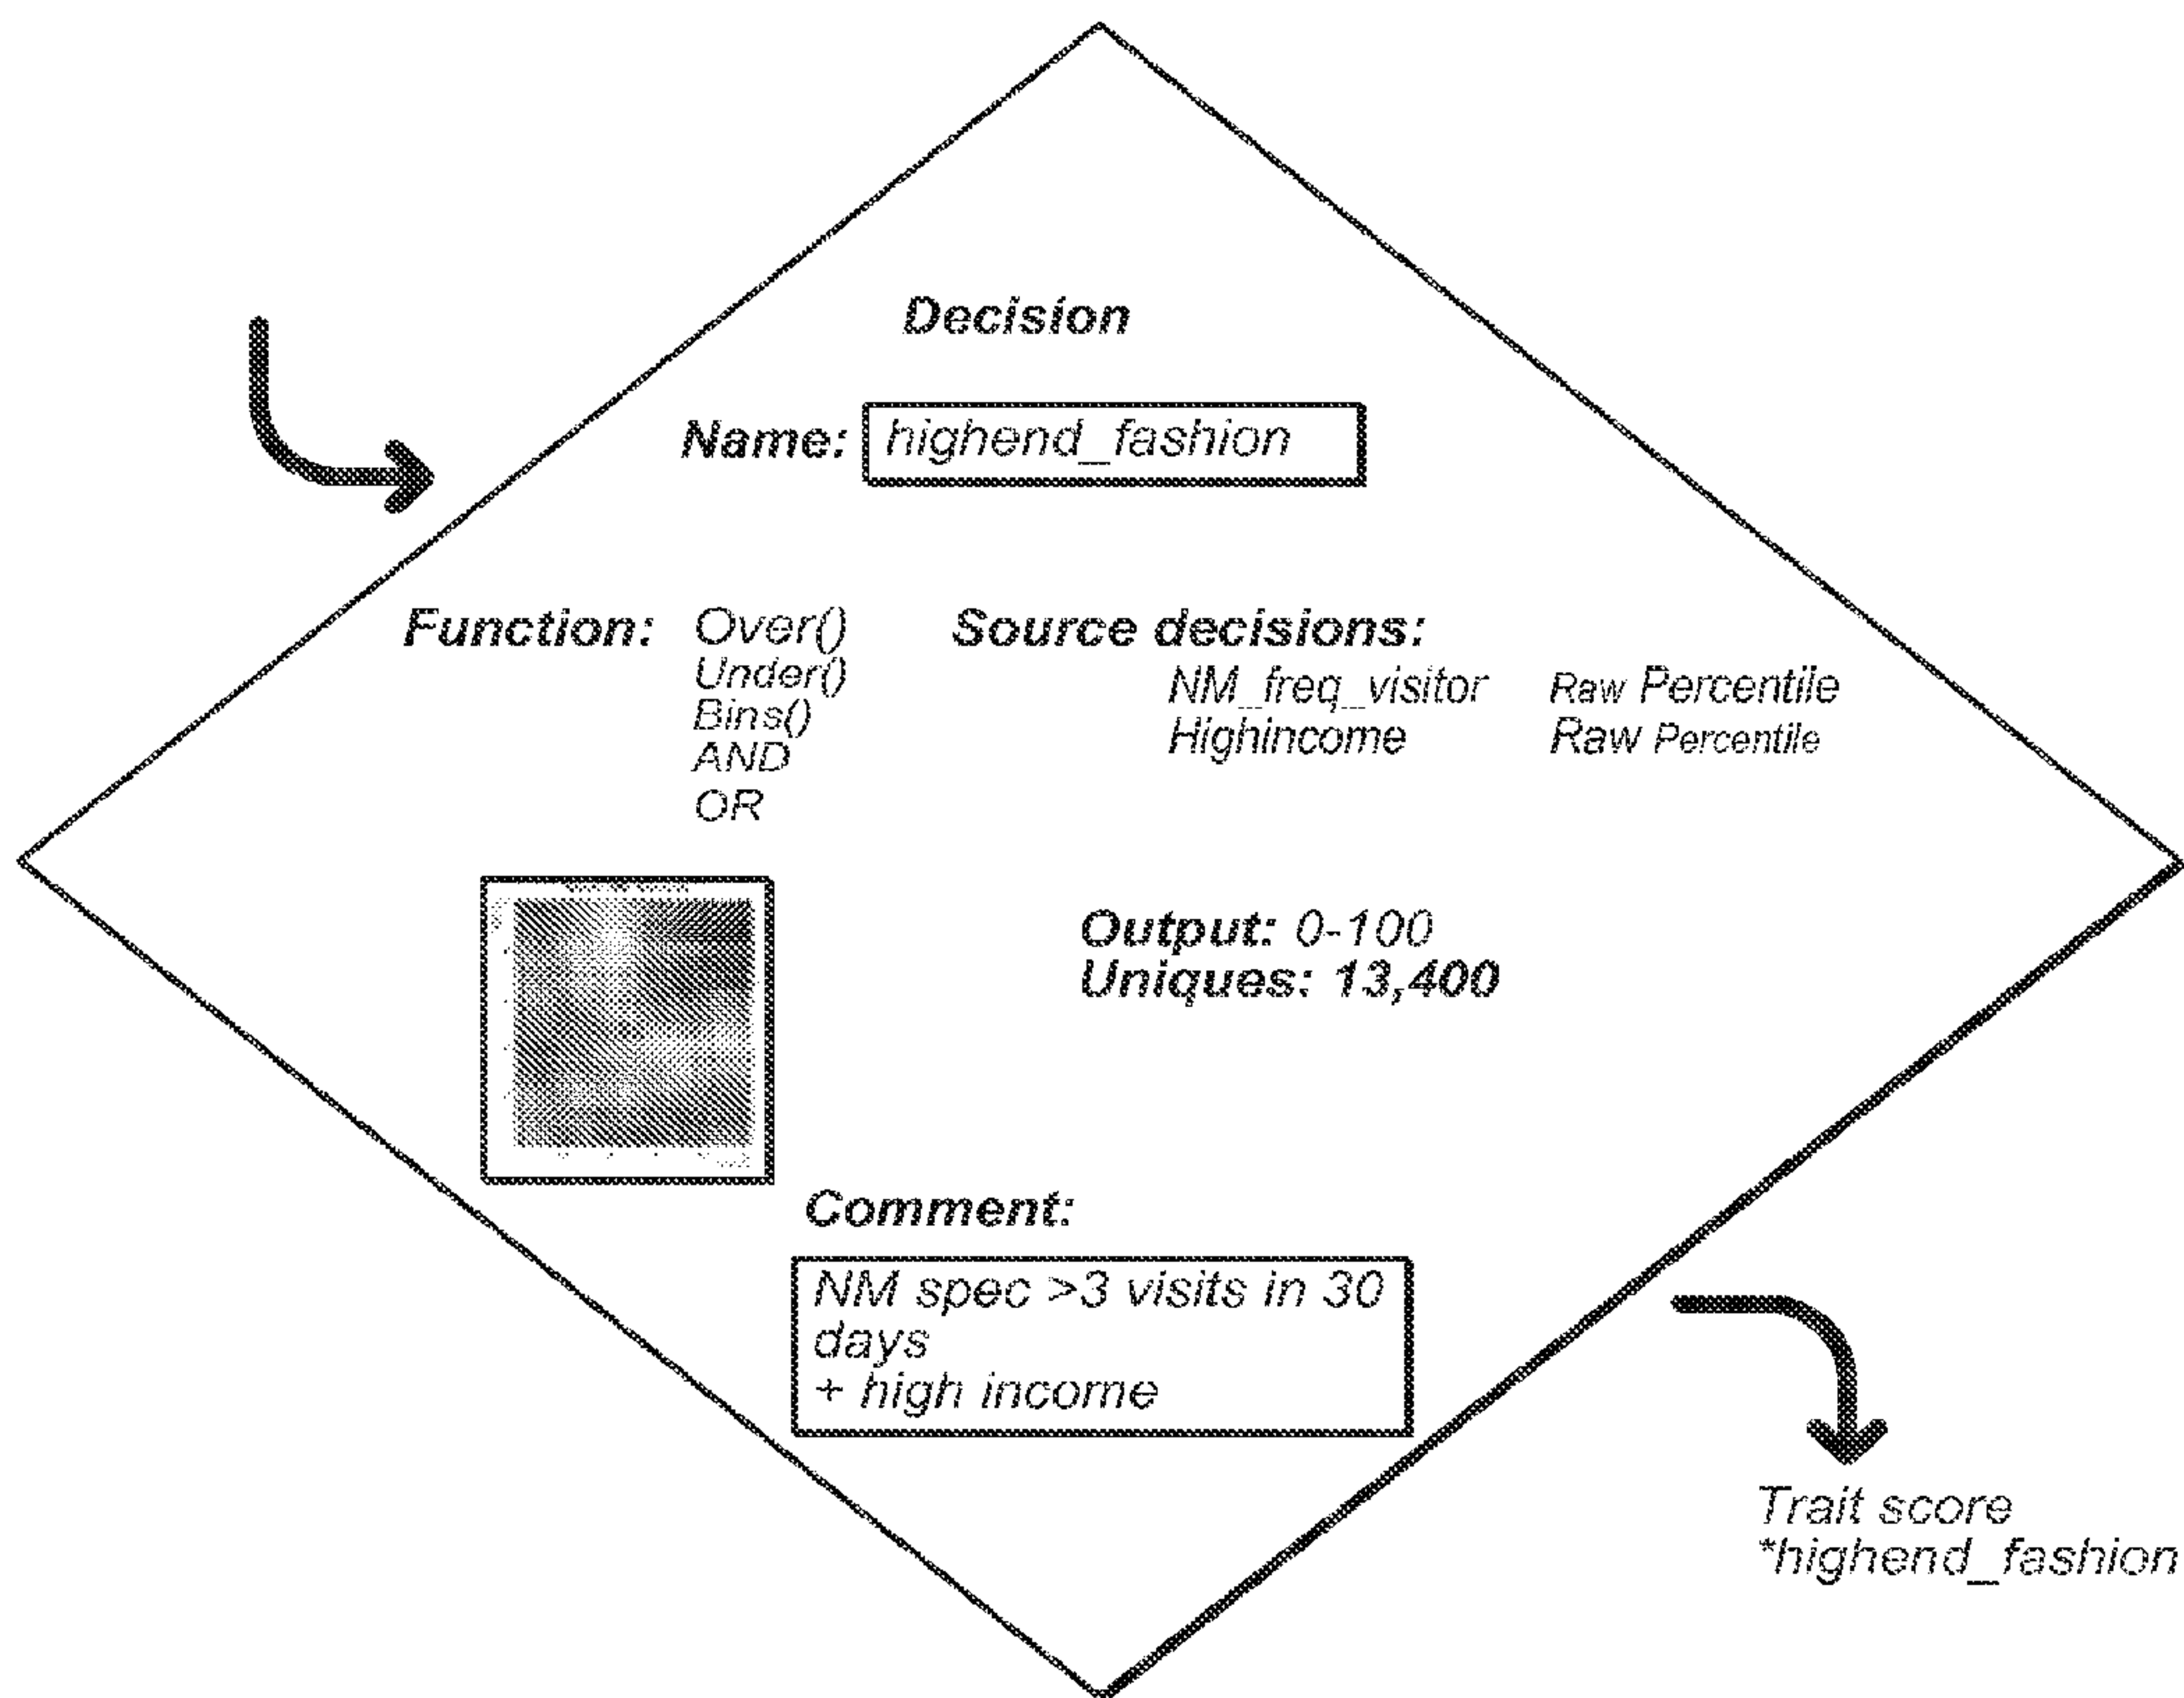 Decision
Name: highend_fashion
Function: Over()
Under()
Bins()
AND
OR
Source decisions:
NM_freq_visitor Raw Percentile
Highincome Raw Percentile
Output: 0-100
Uniques: 13,400
Comment:
NM spec >3 visits in 30
days
+ high income
Trait score
*highend_fashion